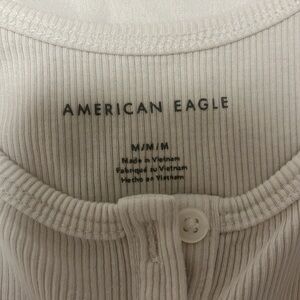 AMERICAN EAGLE
M/M/M
Made in Vietnam
Fabriqué au Vietnam
Hecho en Vietnam